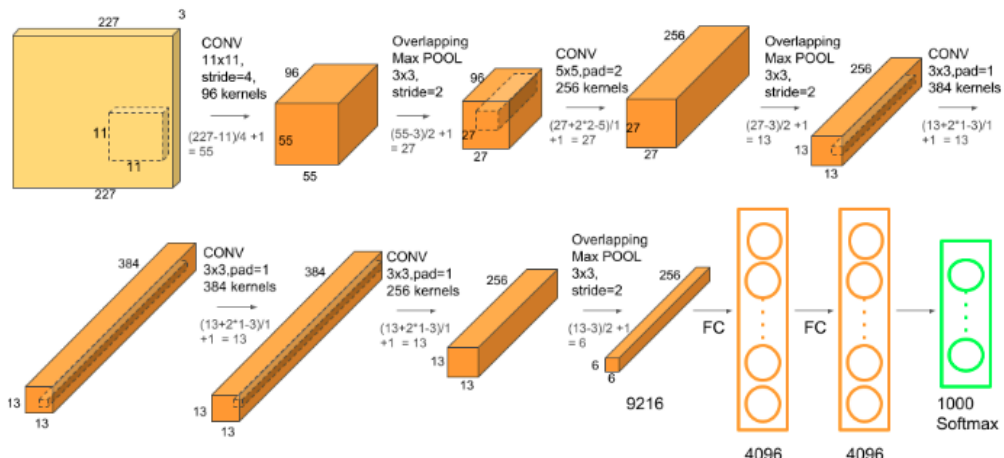 227
3
11
11
227
CONV
11x11,
stride=4,
96 kernels
(227-11)/4 +1
= 55
96
55
55
Overlapping
Max POOL
3x3,
stride=2
(55-3)/2 +1
= 27
96
27
27
CONV
5x5,pad=2
256 kernels
(27+2*2-5)/1
+1 = 27
256
27
27
Overlapping
Max POOL
3x3,
stride=2
(27-3)/2 +1
= 13
256
13
13
CONV
3x3,pad=1
384 kernels
(13+2*1-3)/1
+1 = 13
384
13
13
CONV
3x3,pad=1
384 kernels
(13+2*1-3)/1
+1 = 13
384
13
13
CONV
3x3,pad=1
256 kernels
(13+2*1-3)/1
+1 = 13
256
13
13
Overlapping
Max POOL
3x3,
stride=2
(13-3)/2 +1
= 6
256
6
6
9216
FC
4096
FC
4096
1000
Softmax